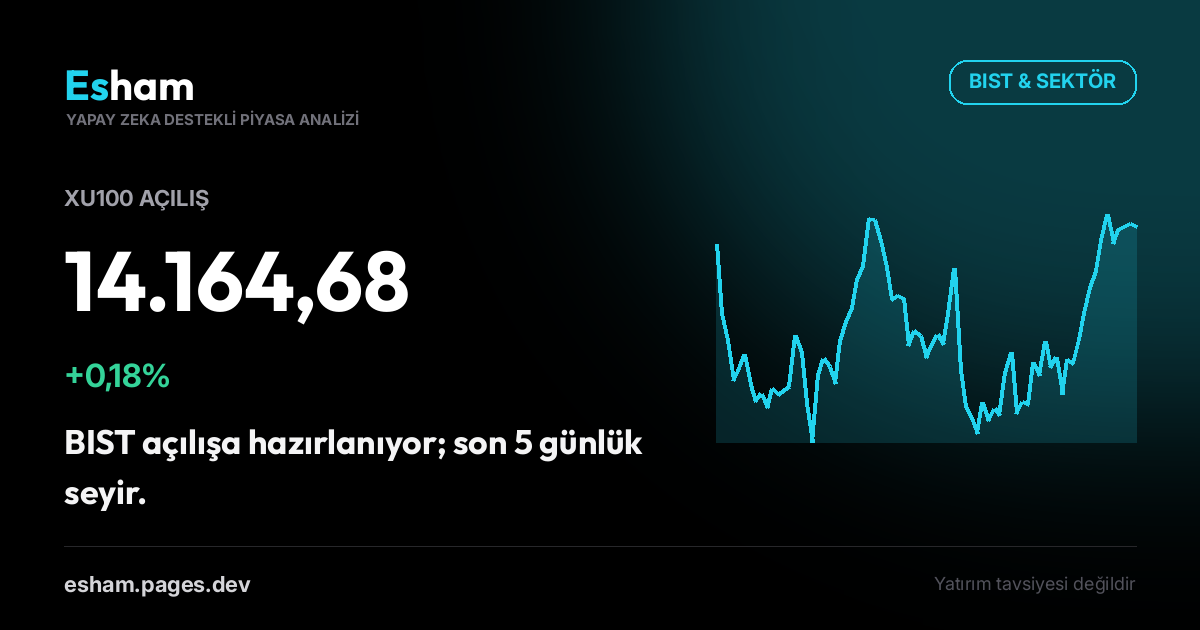 Esham
YAPAY ZEKA DESTEKLİ PİYASA ANALİZİ
BIST & SEKTÖR
XU100 AÇILIŞ
14.164,68
+0,18%
BIST açılışa hazırlanıyor; son 5 günlük
seyir.
esham.pages.dev
Yatırım tavsiyesi değildir